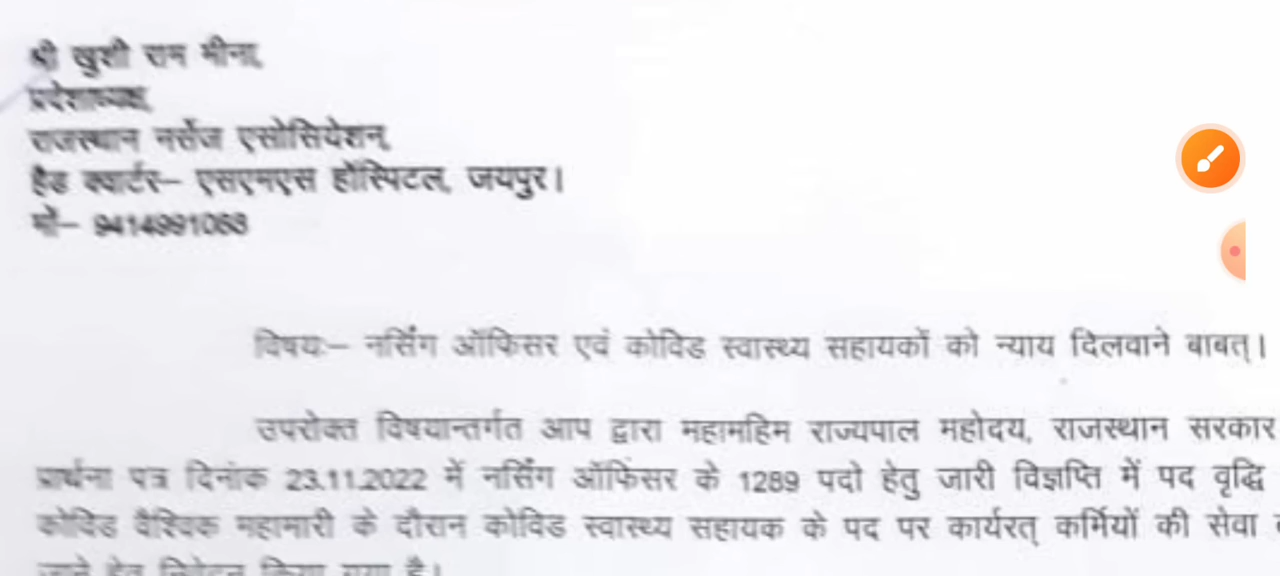 श्री खुशी राम मीना,
प्रदेशाध्यक्ष,
राजस्थान नर्सेज एसोसियेशन,
हैड क्वार्टर– एसएमएस हॉस्पिटल, जयपुर।
मो– 9414991068
विषयः– नर्सिंग ऑफिसर एवं कोविड स्वास्थ्य सहायकों को न्याय दिलवाने बाबत्।
उपरोक्त विषयान्तर्गत आप द्वारा महामहिम राज्यपाल महोदय, राजस्थान सरकार
प्रार्थना पत्र दिनांक 23.11.2022 में नर्सिंग ऑफिसर के 1289 पदो हेतु जारी विज्ञप्ति में पद वृद्धि
कोविड वैश्विक महामारी के दौरान कोविड स्वास्थ्य सहायक के पद पर कार्यरत् कर्मियों की सेवा
जाने हेतु निवेदन किया गया है।